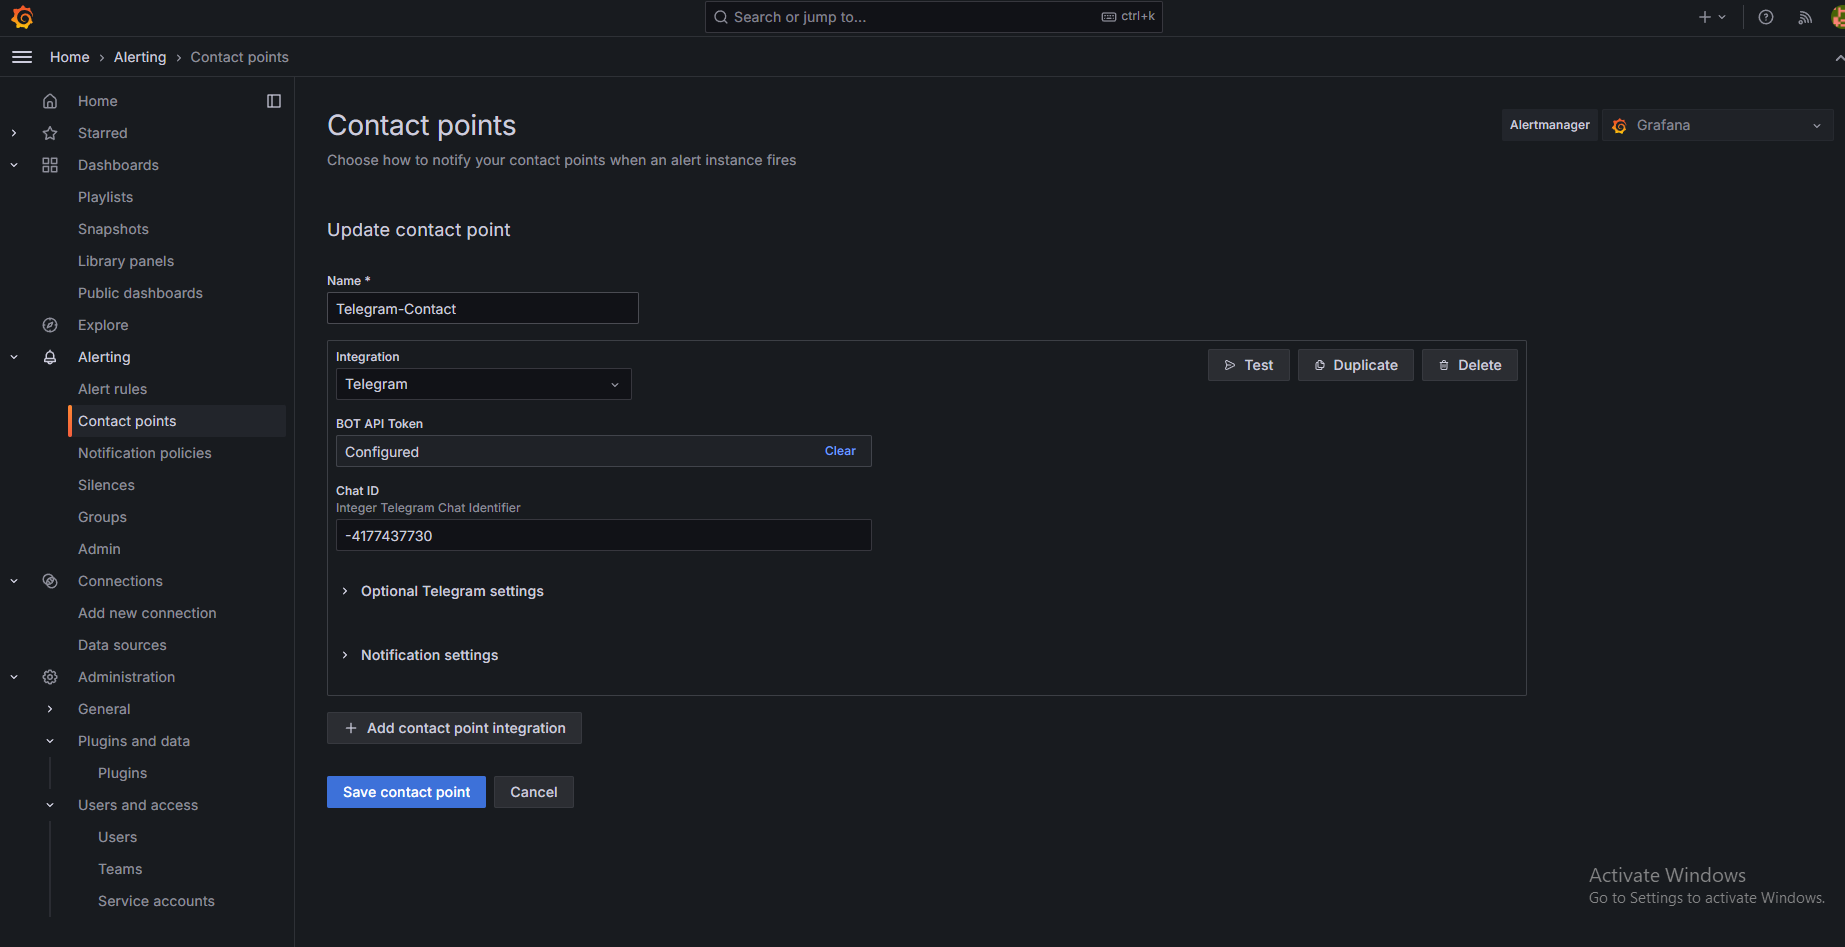 Search or jump to...
ctrl+k
Home › Alerting › Contact points
Home
Starred
Dashboards
Playlists
Snapshots
Library panels
Public dashboards
Explore
Alerting
Alert rules
Contact points
Notification policies
Silences
Groups
Admin
Connections
Add new connection
Data sources
Administration
General
Plugins and data
Plugins
Users and access
Users
Teams
Service accounts
Contact points
Choose how to notify your contact points when an alert instance fires
Alertmanager
Grafana
Update contact point
Name *
Telegram-Contact
Integration
Telegram
Test
Duplicate
Delete
BOT API Token
Configured
Clear
Chat ID
Integer Telegram Chat Identifier
-4177437730
Optional Telegram settings
Notification settings
Add contact point integration
Save contact point
Cancel
Activate Windows
Go to Settings to activate Windows.